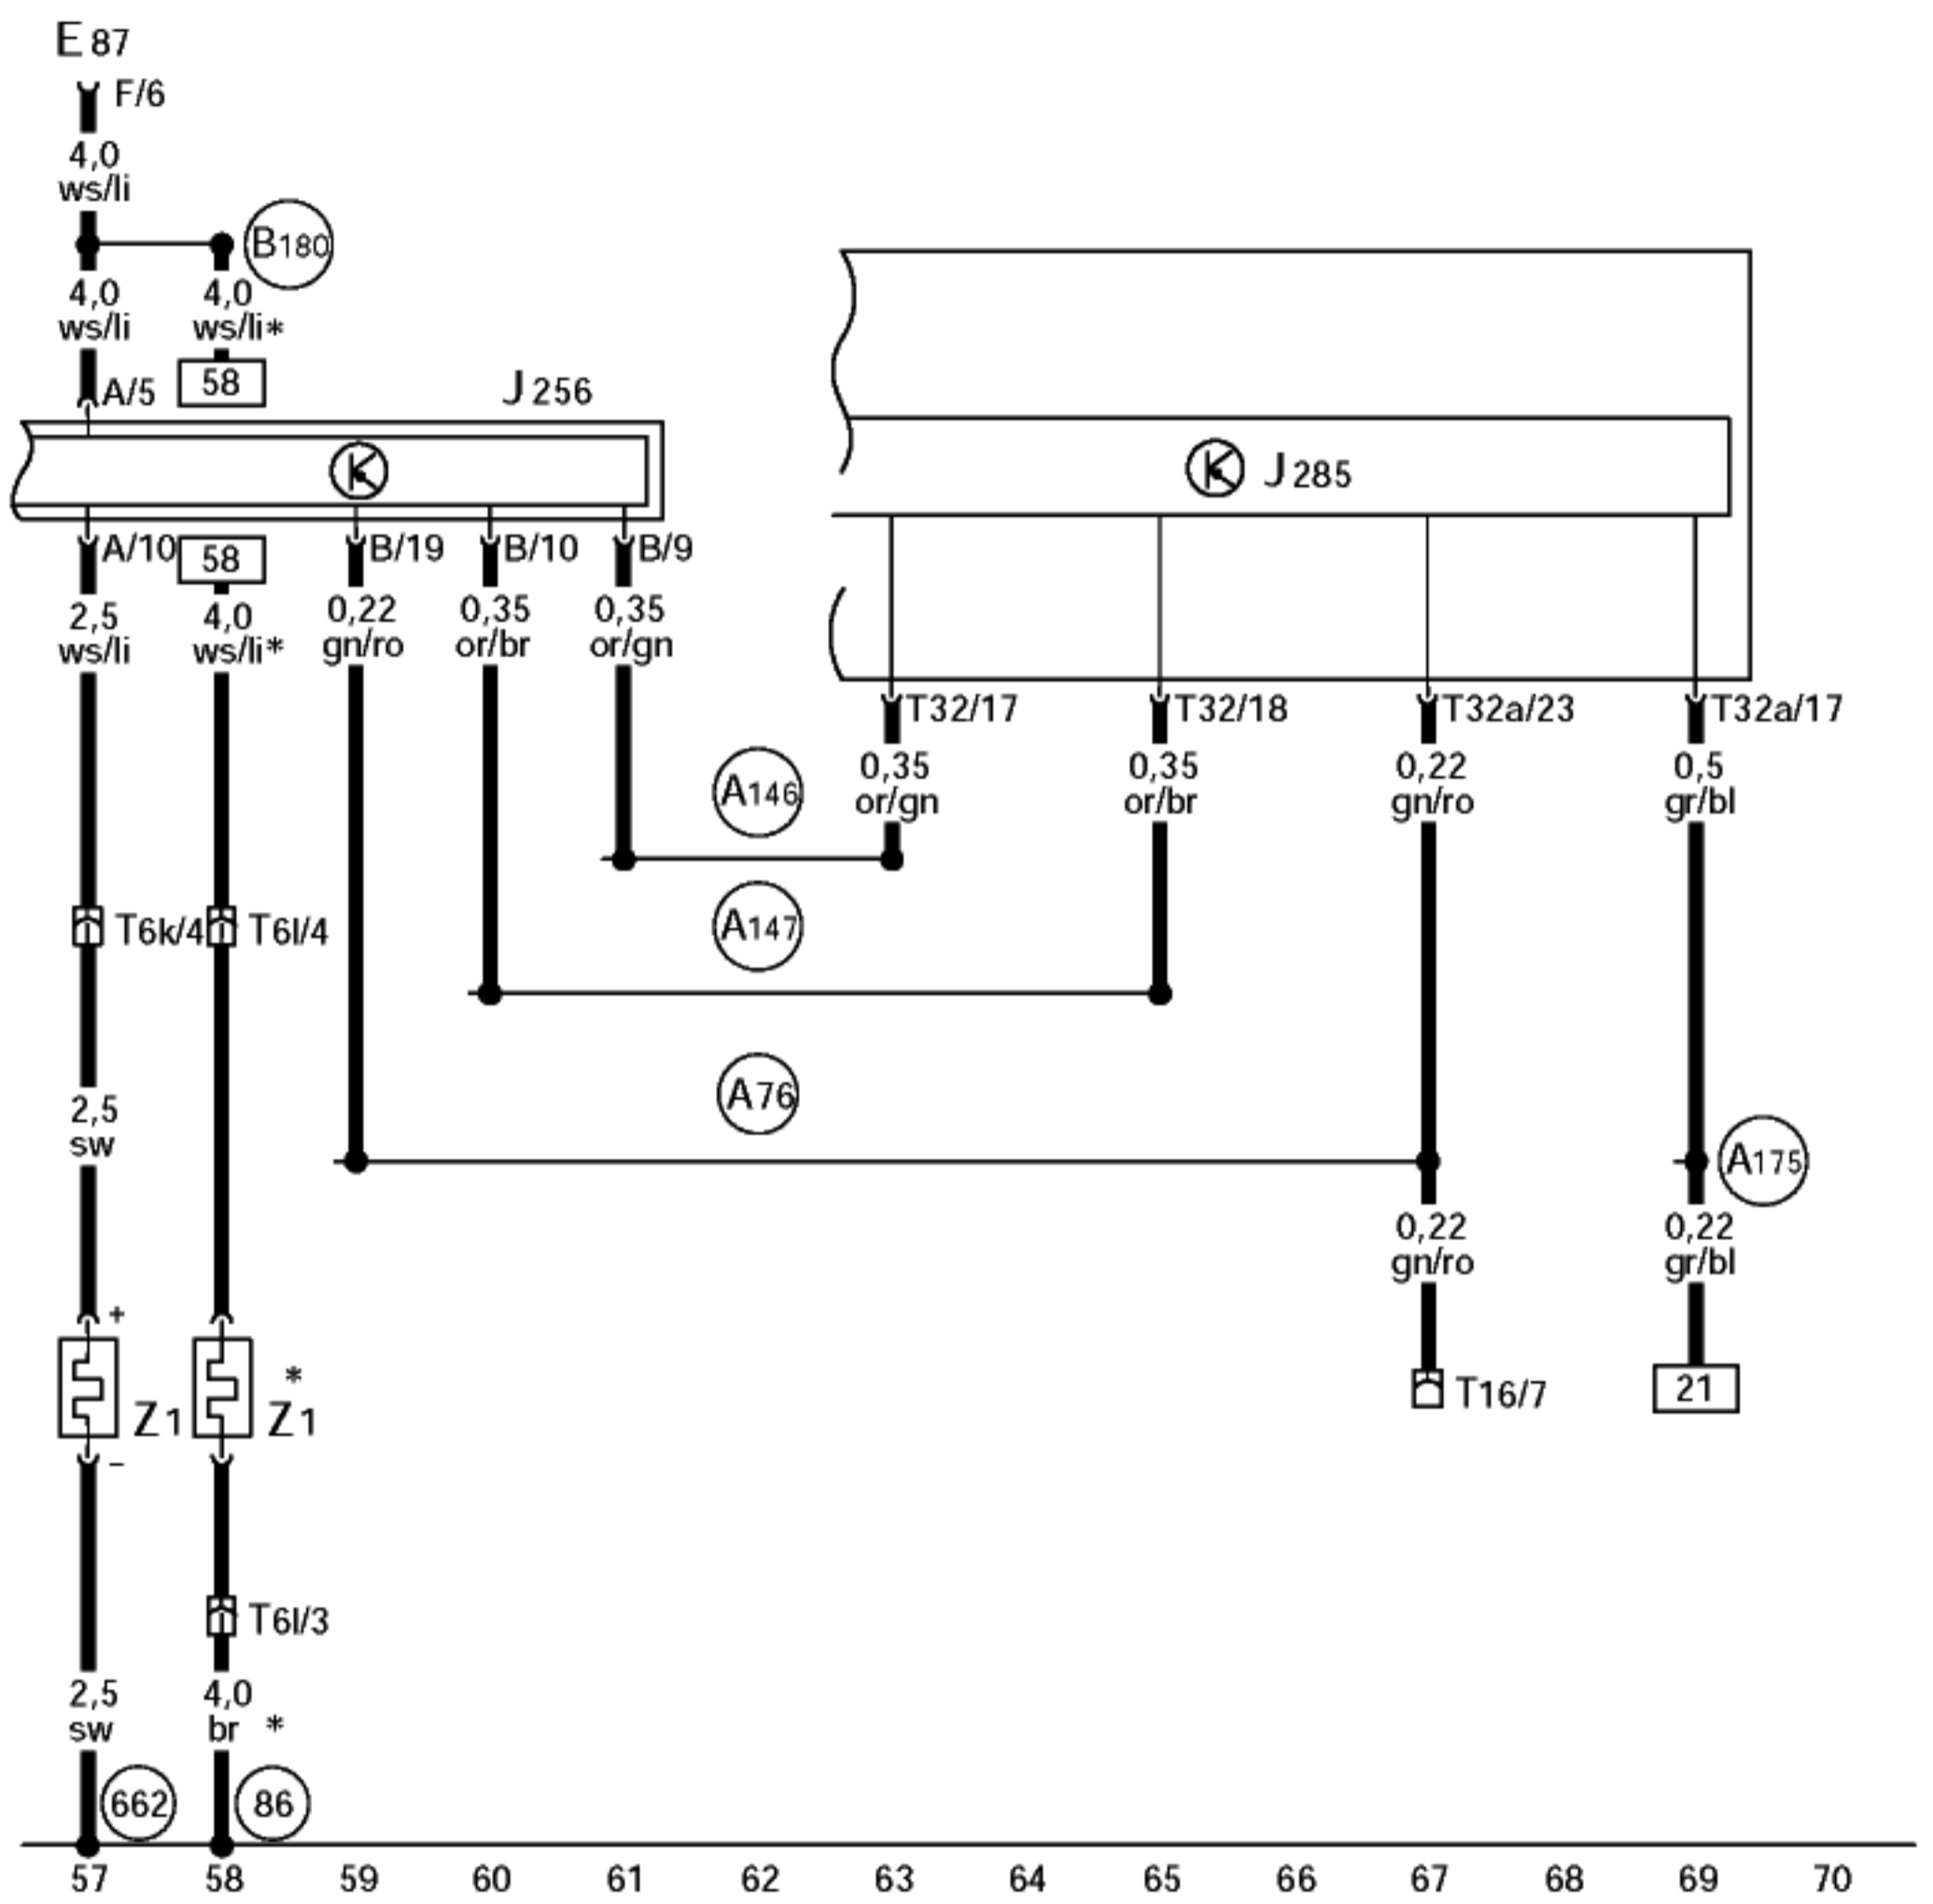 E 87
F/6
4,0
ws/li
B180
4,0 4,0
ws/li ws/li*
A/5 58 J 256
J 285
A/10 58 B/19 B/10 B/9
2,5 4,0 0,22 0,35 0,35
ws/li ws/li* gn/ro or/br or/gn
T32/17 T32/18 T32a/23 T32a/17
0,35 0,35 0,22 0,5
or/gn or/br gn/ro gr/bl
A146
T6k/4 T6l/4 A147
A76
2,5
sw
A175
0,22 0,22
gn/ro gr/bl
+
*
Z1 Z1 T16/7 21
-
T6l/3
2,5 4,0
sw br *
662 86
57 58 59 60 61 62 63 64 65 66 67 68 69 70